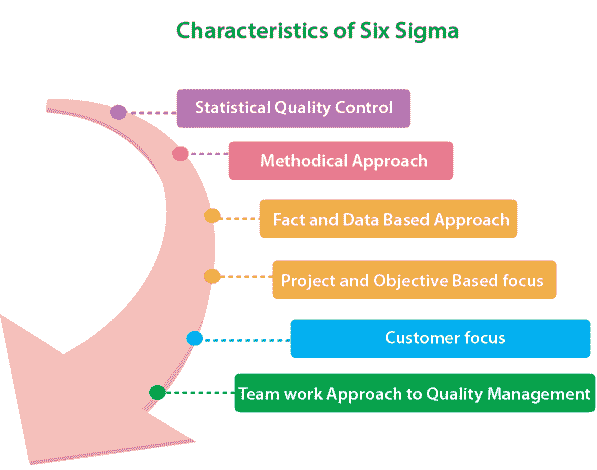 Characteristics of Six Sigma
Statistical Quality Control
Methodical Approach
Fact and Data Based Approach
Project and Objective Based focus
Customer focus
Team work Approach to Quality Management